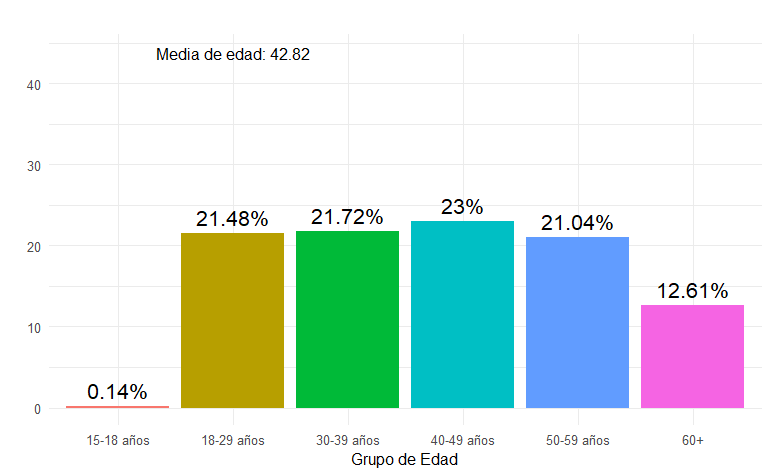 Media de edad: 42.82
40
30
20
10
0
0.14%
21.48%
21.72%
23%
21.04%
12.61%
15-18 años
18-29 años
30-39 años
40-49 años
50-59 años
60+
Grupo de Edad